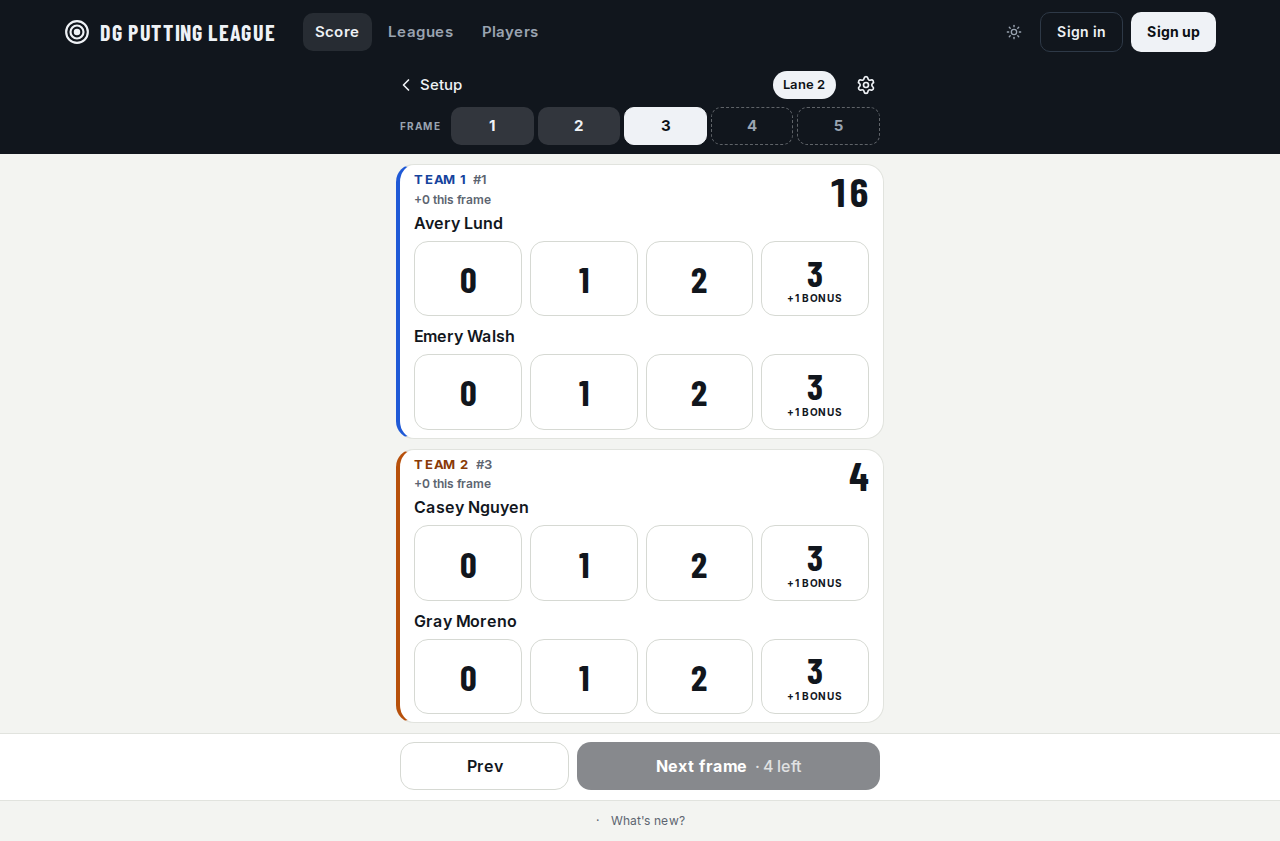 DG PUTTING LEAGUE Score Leagues Players Sign in Sign up
Setup Lane 2
FRAME 1 2 3 4 5
TEAM 1 #1
16
+0 this frame
Avery Lund
0 1 2 3
+1 BONUS
Emery Walsh
0 1 2 3
+1 BONUS
TEAM 2 #3
4
+0 this frame
Casey Nguyen
0 1 2 3
+1 BONUS
Gray Moreno
0 1 2 3
+1 BONUS
Prev Next frame · 4 left
· What's new?